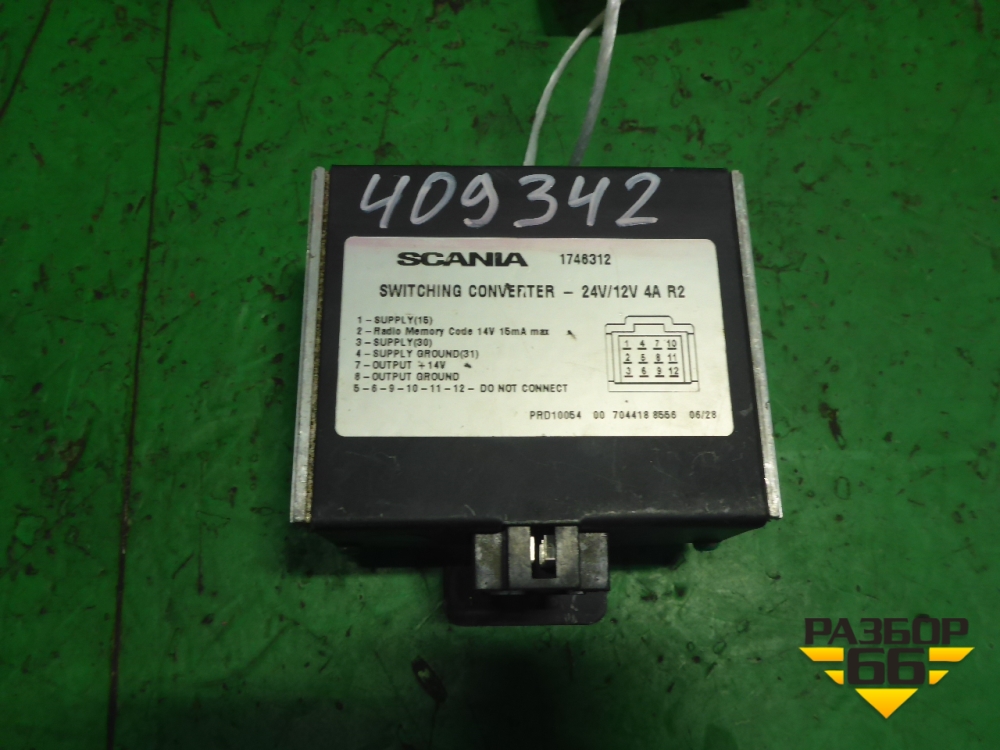 409342
SCANIA 1746312
SWITCHING CONVERTER - 24V/12V 4A R2
1 - SUPPLY(15)
2 - Radio Memory Code 14V 15mA max
3 - SUPPLY(30)
4 - SUPPLY GROUND(31)
7 - OUTPUT +14V
8 - OUTPUT GROUND
5 - 6 - 9 - 10 - 11 - 12 - DO NOT CONNECT
1 4 7 10
2 5 8 11
3 6 9 12
PRD10054 00 704418 8556 06/28
РАЗБОР
66